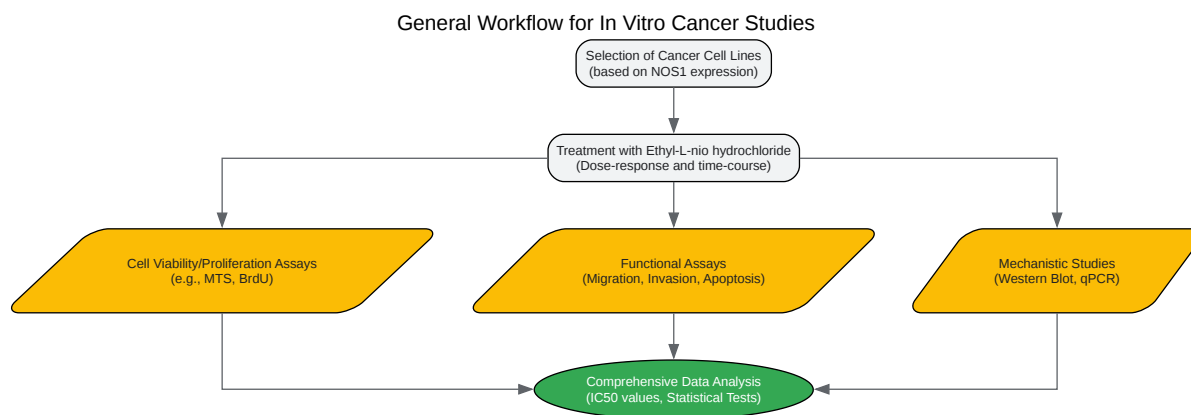 General Workflow for In Vitro Cancer Studies
Selection of Cancer Cell Lines
(based on NOS1 expression)
Treatment with Ethyl-L-nio hydrochloride
(Dose-response and time-course)
Cell Viability/Proliferation Assays
(e.g., MTS, BrdU)
Functional Assays
(Migration, Invasion, Apoptosis)
Mechanistic Studies
(Western Blot, qPCR)
Comprehensive Data Analysis
(IC50 values, Statistical Tests)